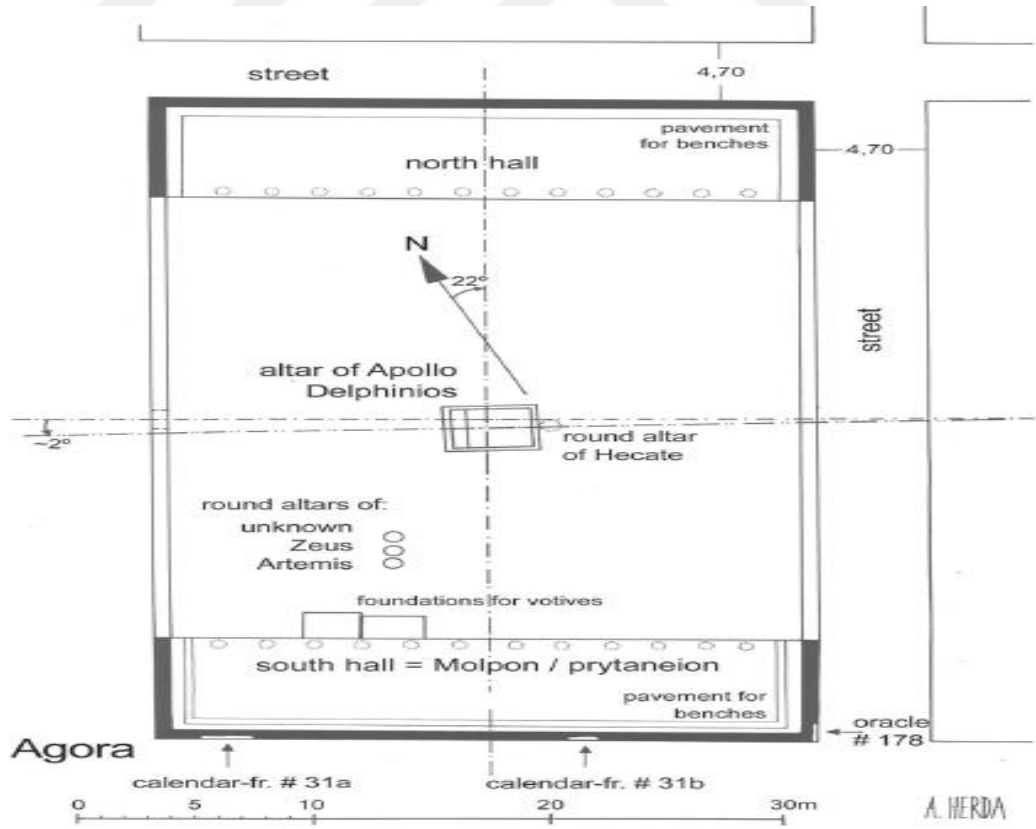 street
4,70
pavement
for benches
4,70
north hall
N
22°
altar of Apollo
Delphinios
street
~2°
round altar
of Hecate
round altars of:
unknown
Zeus
Artemis
foundations for votives
south hall = Molpon / prytaneion
pavement for
benches
oracle
# 178
Agora
calendar-fr. # 31a
calendar-fr. # 31b
0 5 10 20 30m
A. HERDA